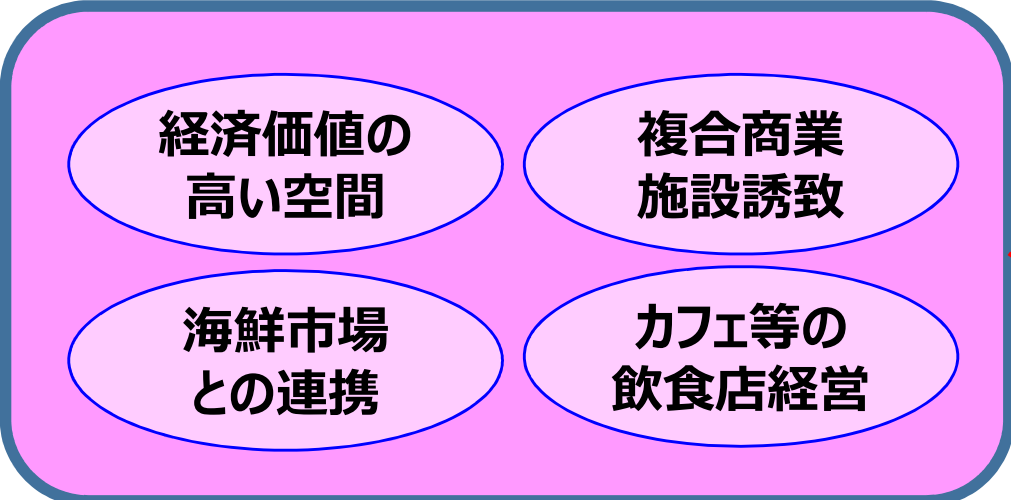 経済価値の
高い空間
複合商業
施設誘致
海鮮市場
との連携
カフェ等の
飲食店経営